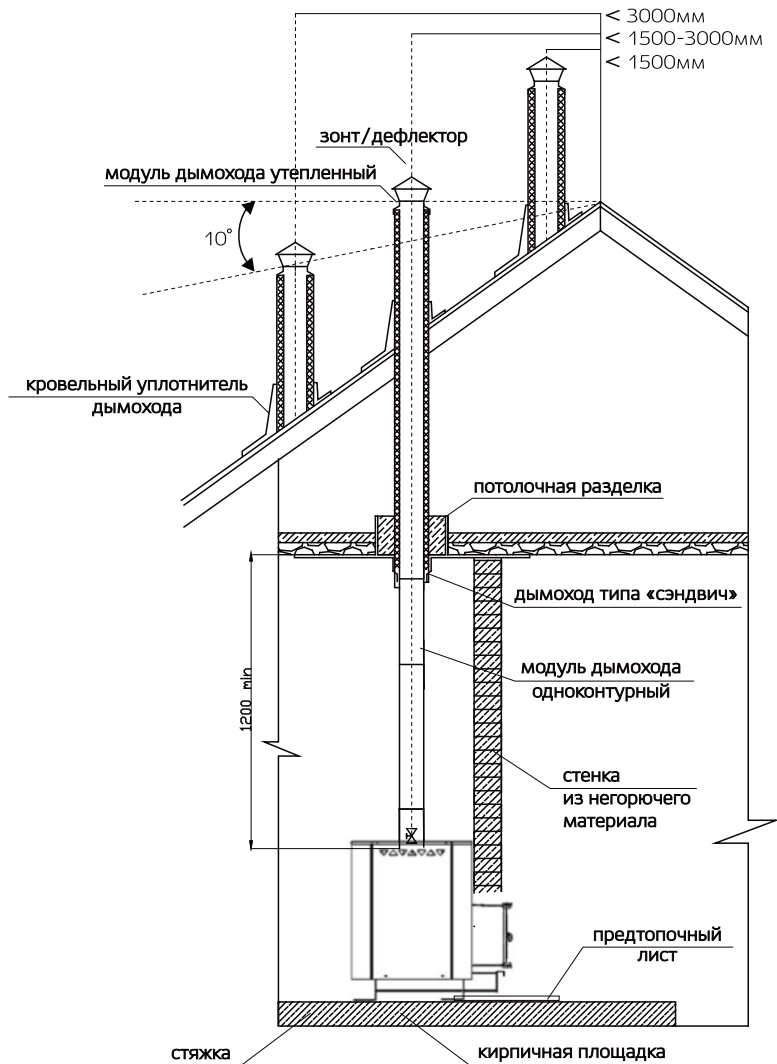 < 3000мм
< 1500-3000мм
< 1500мм
зонт/дефлектор
модуль дымохода утепленный
10°
кровельный уплотнитель
дымохода
потолочная разделка
дымоход типа «сэндвич»
модуль дымохода
одноконтурный
1200 min
стенка
из негорючего
материала
предтопочный
лист
стяжка
кирпичная площадка